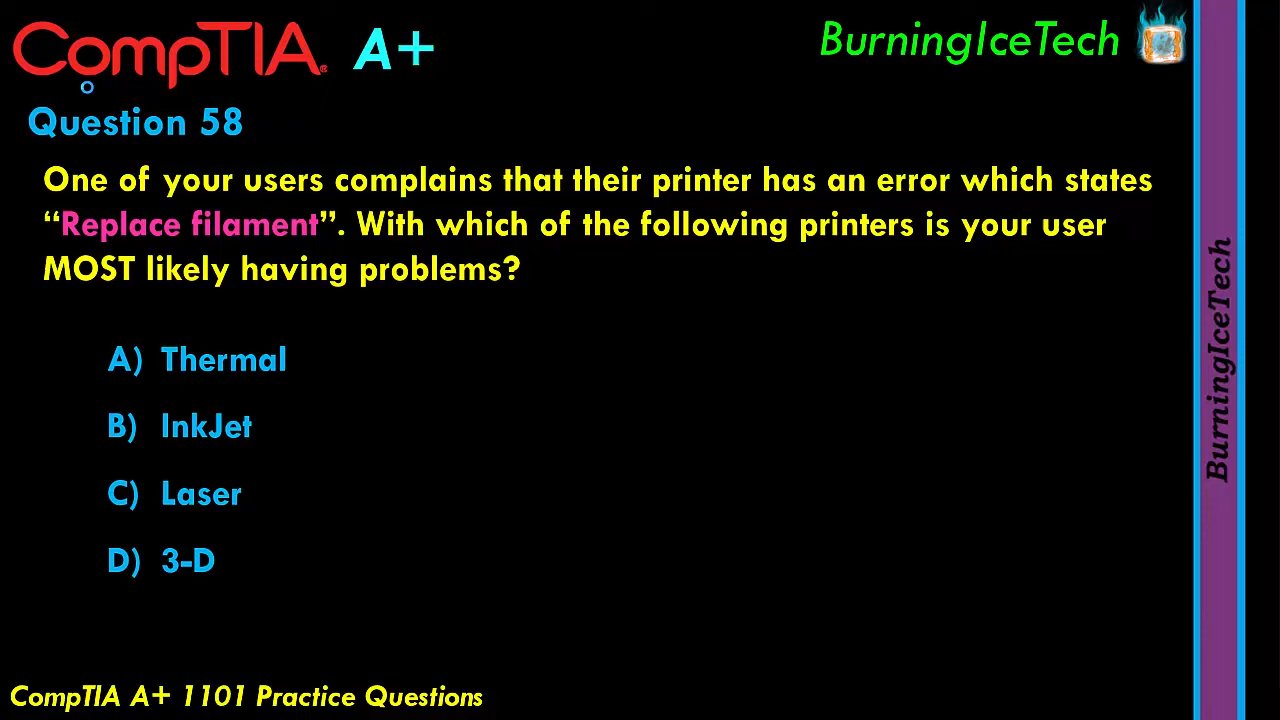 CompTIA® A+
BurningIceTech
Question 58
One of your users complains that their printer has an error which states
“Replace filament”. With which of the following printers is your user
MOST likely having problems?
A) Thermal
B) InkJet
C) Laser
D) 3-D
BurningIceTech
CompTIA A+ 1101 Practice Questions